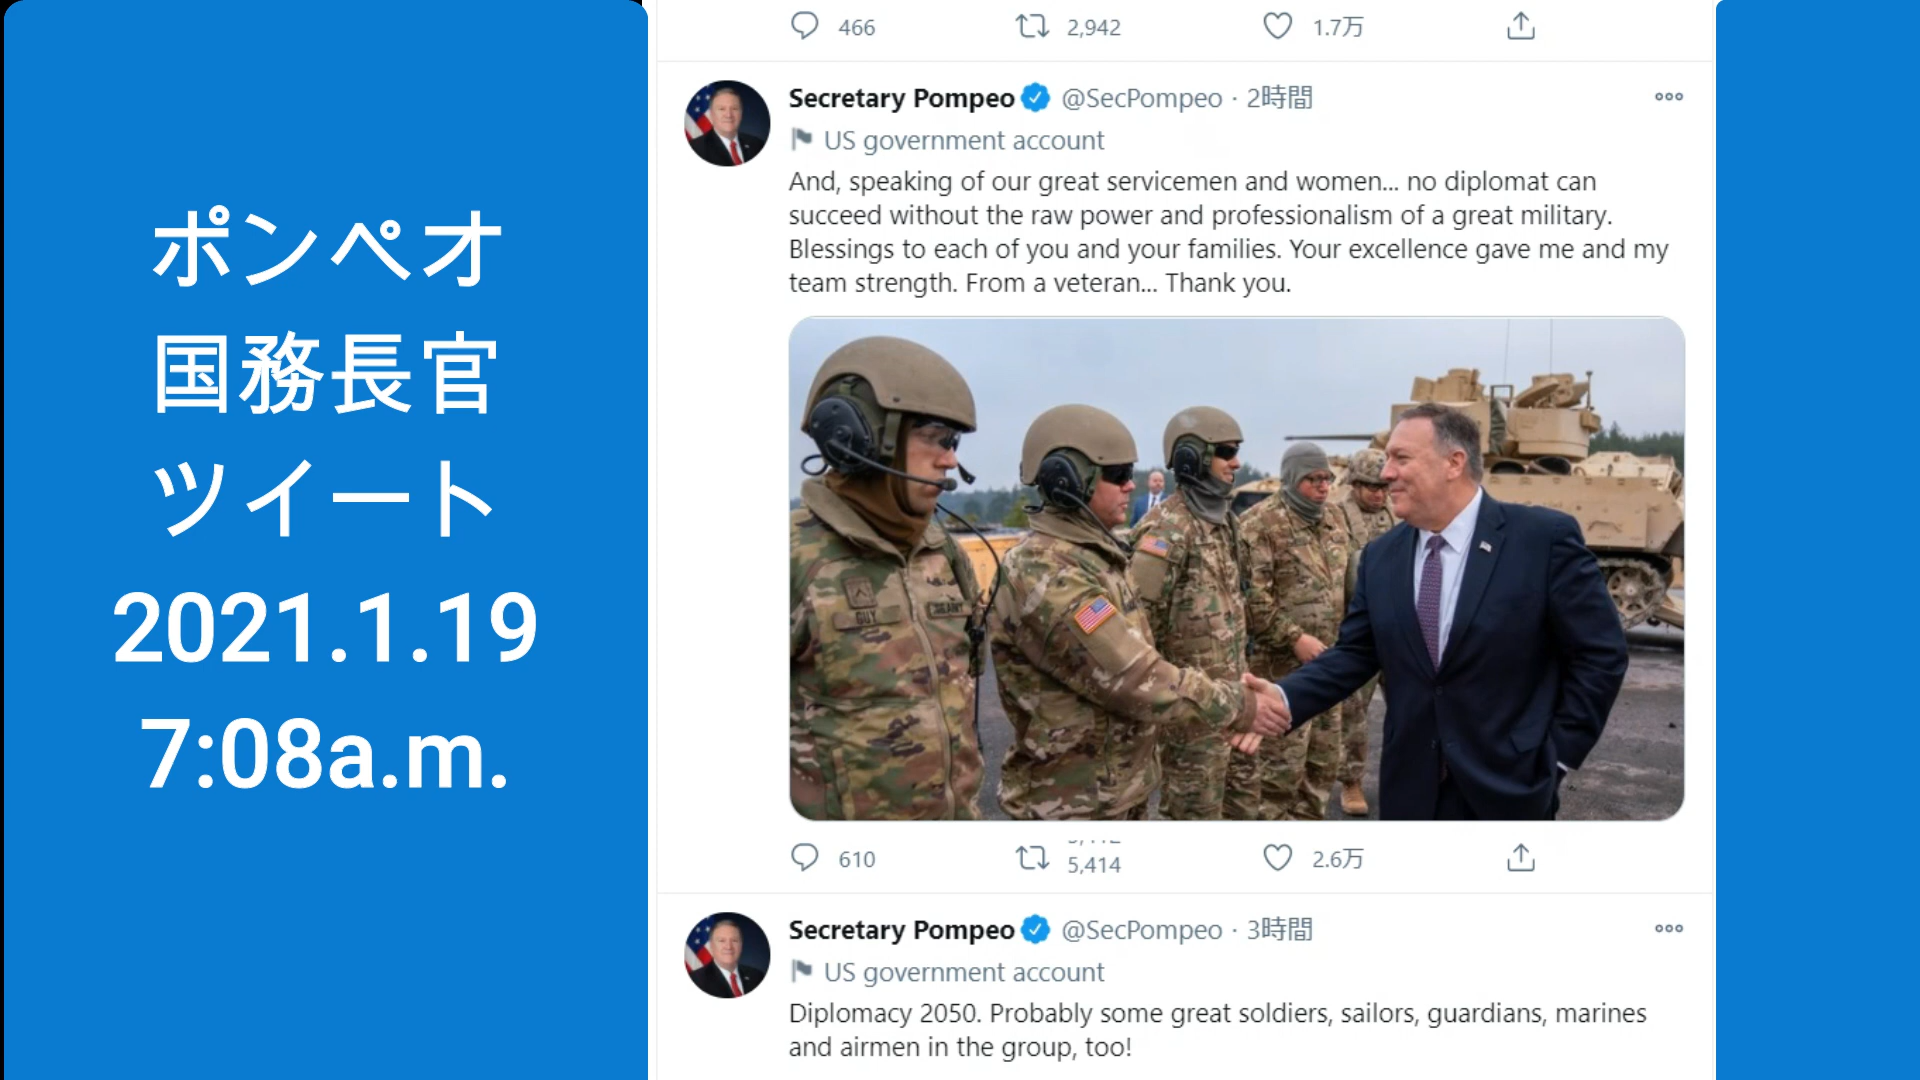 ポンペオ
国務長官
ツイート
2021.1.19
7:08a.m.
466 2,942 1.7万
Secretary Pompeo @SecPompeo · 2時間
US government account
And, speaking of our great servicemen and women... no diplomat can
succeed without the raw power and professionalism of a great military.
Blessings to each of you and your families. Your excellence gave me and my
team strength. From a veteran... Thank you.
GUY
610 5,414 2.6万
Secretary Pompeo @SecPompeo · 3時間
US government account
Diplomacy 2050. Probably some great soldiers, sailors, guardians, marines
and airmen in the group, too!